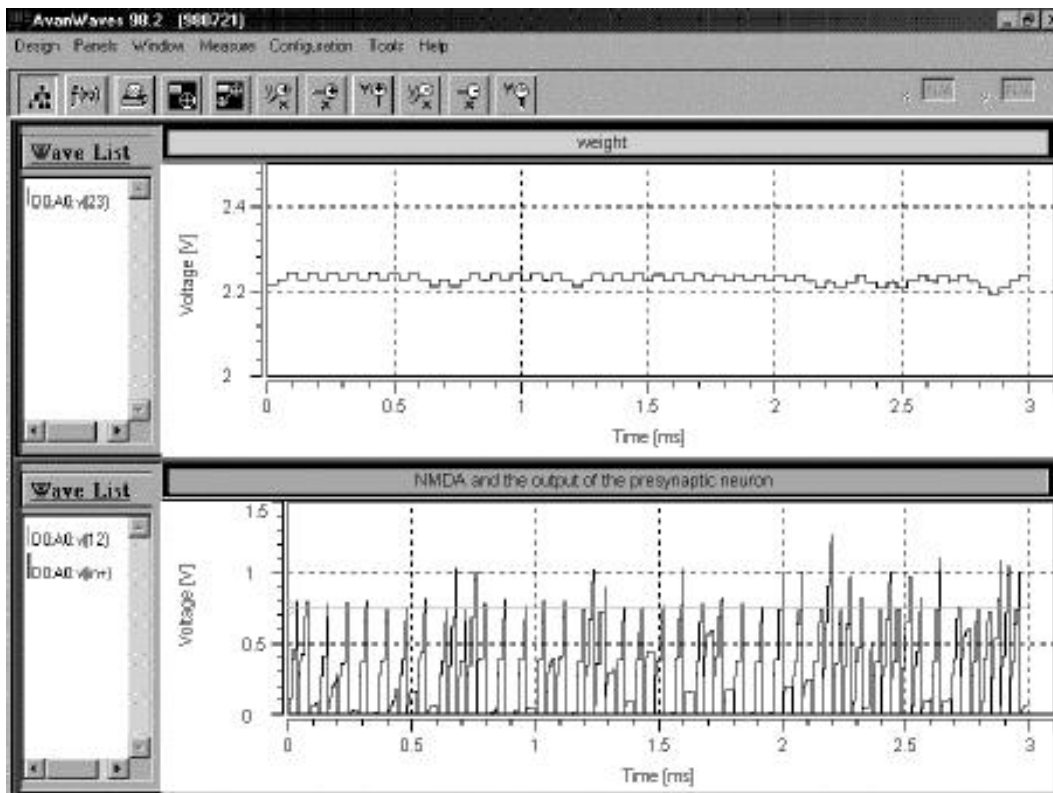 AvanWaves 98.2 (980721)
Design Panels Window Measure Configuration Tools Help
f(x)
Wave List
D0:A0:v(23)
weight
Voltage [V]
2.4
2.2
2
0 0.5 1 1.5 2 2.5 3
Time [ms]
Wave List
D0:A0:v(12)
D0:A0:v(in+)
NMDA and the output of the presynaptic neuron
Voltage [V]
1.5
1
0.5
0
0 0.5 1 1.5 2 2.5 3
Time [ms]